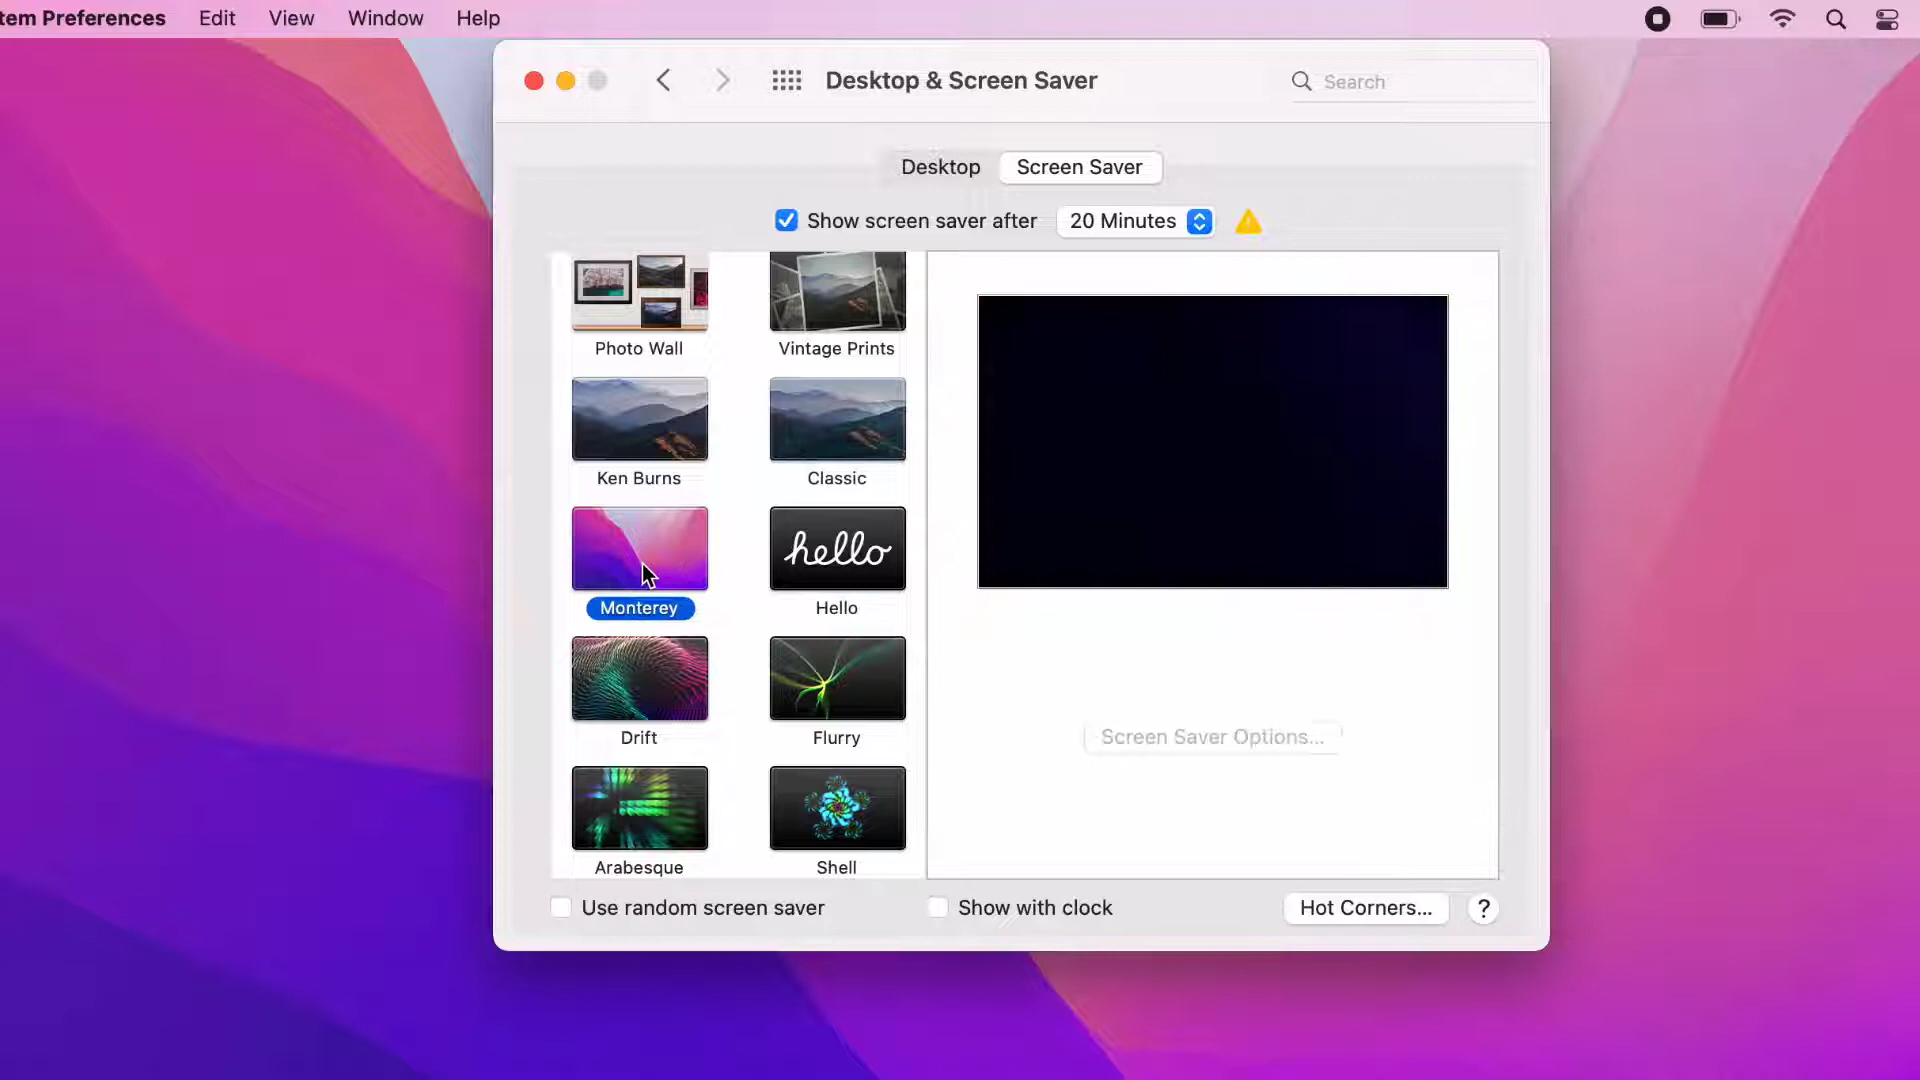 tem Preferences Edit View Window Help
Desktop & Screen Saver
Search
Desktop Screen Saver
Show screen saver after 20 Minutes
Photo Wall Vintage Prints
Ken Burns Classic
hello
Monterey Hello
Drift Flurry
Arabesque Shell
Screen Saver Options...
Use random screen saver Show with clock Hot Corners... ?